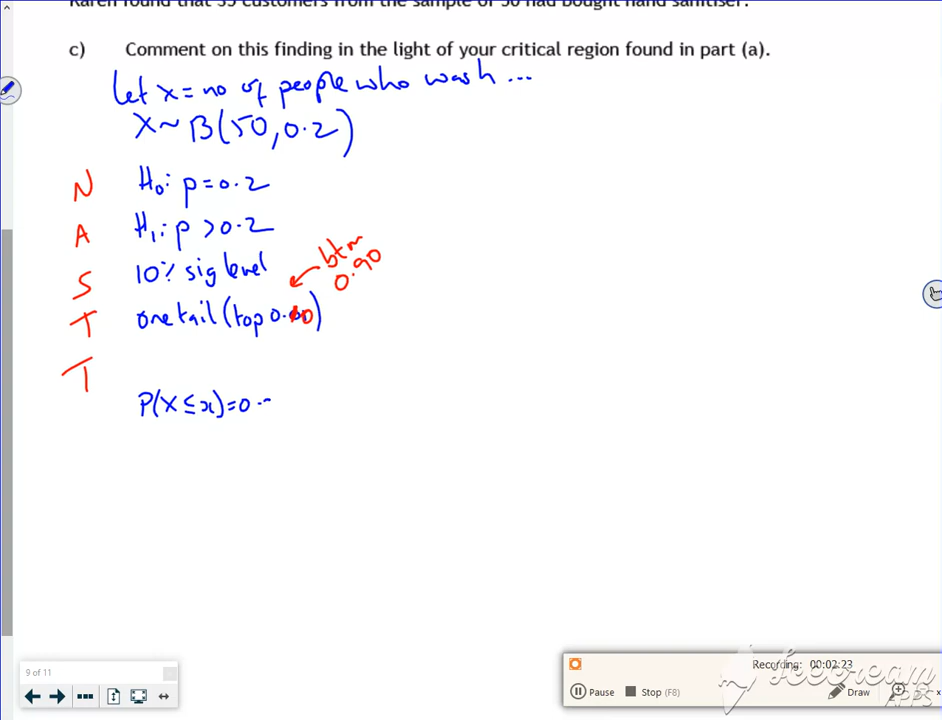 Karen found that 35 customers from the sample of 50 had bought hand sanitiser.
c) Comment on this finding in the light of your critical region found in part (a).
Let x = no of people who wash ...
X ~ B(50, 0.2)
N H₀: p = 0.2
A H₁: p > 0.2
S 10% sig level
btm
0.90
T one tail (top 0.10)
T
P(X ≤ x) = 0.
9 of 11
Recording: 00:02:23
Pause
Stop (F8)
Draw
x
Icecream
APPS